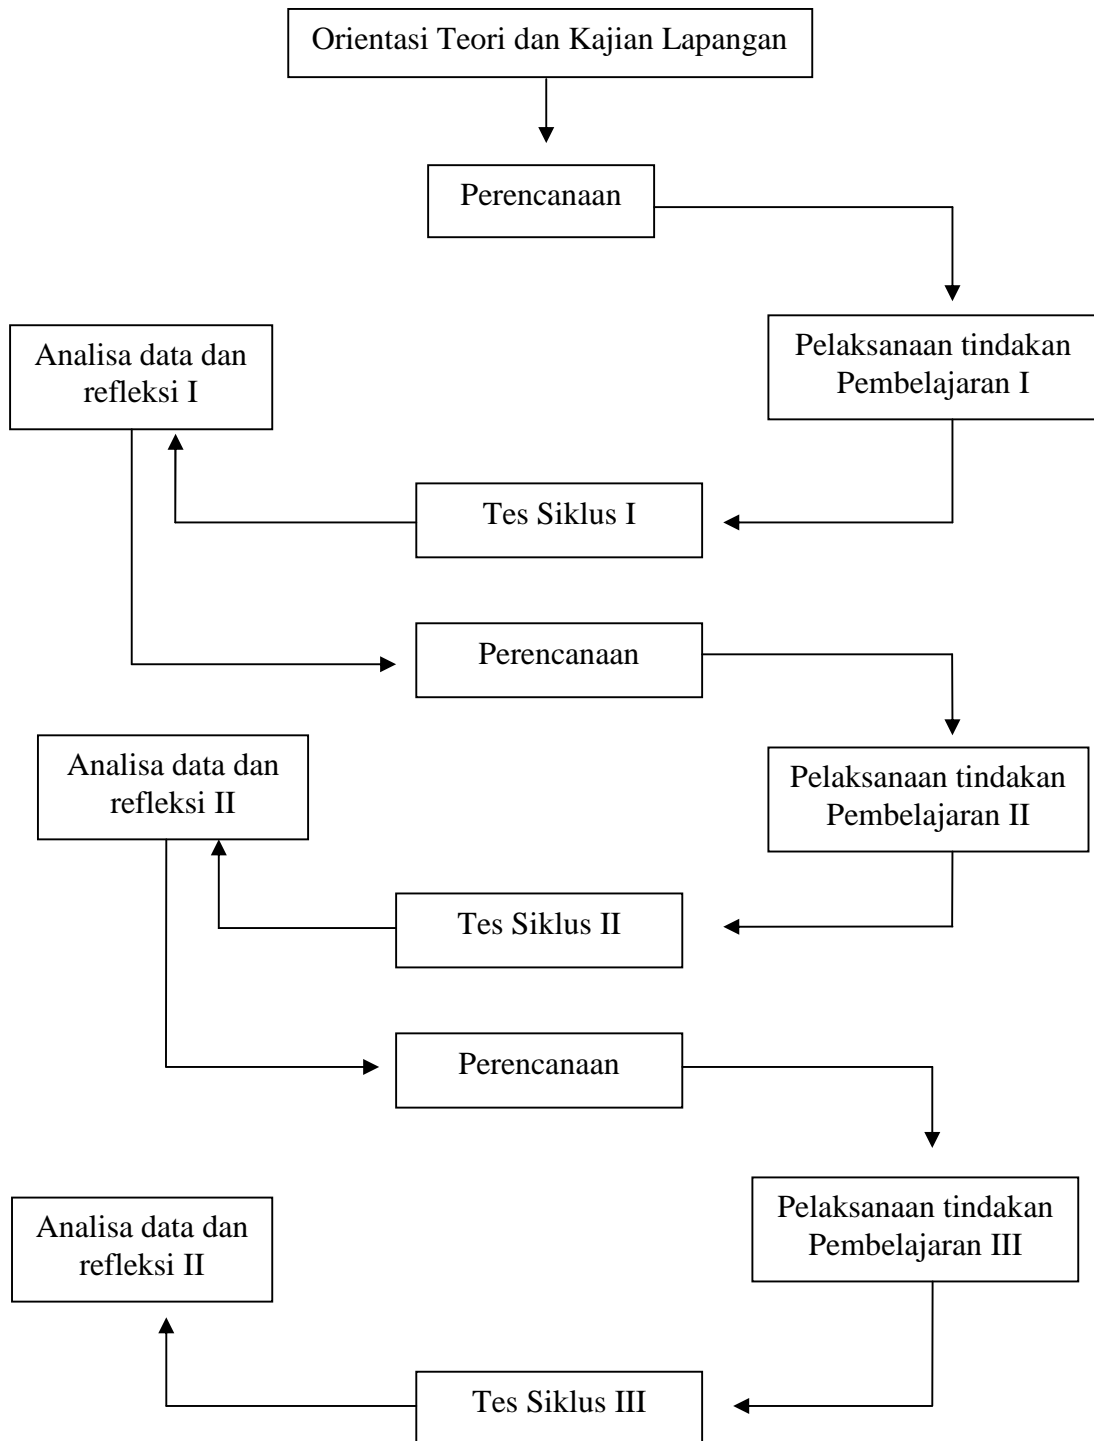 Orientasi Teori dan Kajian Lapangan
Perencanaan
Pelaksanaan tindakan
Pembelajaran I
Analisa data dan
refleksi I
Tes Siklus I
Perencanaan
Pelaksanaan tindakan
Pembelajaran II
Analisa data dan
refleksi II
Tes Siklus II
Perencanaan
Pelaksanaan tindakan
Pembelajaran III
Analisa data dan
refleksi II
Tes Siklus III